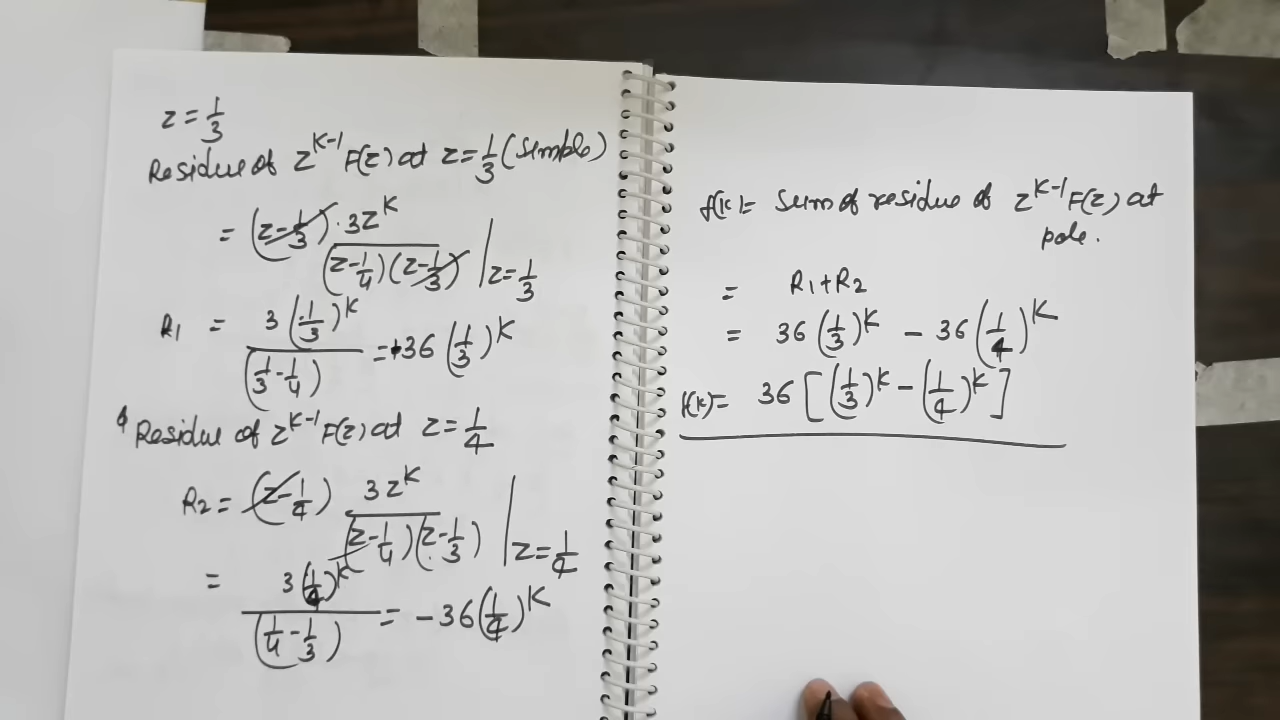 z = 1/3
Residue of z^{K-1} F(z) at z = 1/3 (Simple)
= (z - 1/3) · 3z^K / (z - 1/4)(z - 1/3) | z = 1/3
R1 = 3(1/3)^K / (1/3 - 1/4) = +36 (1/3)^K
& Residue of z^{K-1} F(z) at z = 1/4
R2 = (z - 1/4) 3z^K / (z - 1/4)(z - 1/3) | z = 1/4
= 3(1/4)^K / (1/4 - 1/3) = -36 (1/4)^K
f(K) = Sum of residue of z^{K-1} F(z) at
pole.
= R1 + R2
= 36 (1/3)^K - 36 (1/4)^K
f(K) = 36 [(1/3)^K - (1/4)^K]